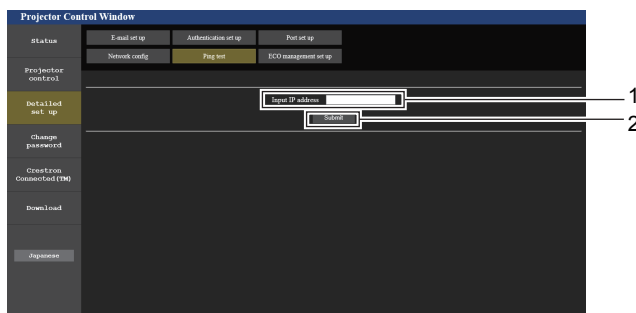 Projector Control Window
Status
E-mail set up
Authentication set up
Port set up
Network config
Ping test
ECO management set up
Projector
control
Detailed
set up
Input IP address
1
Submit
2
Change
password
Crestron
Connected(TM)
Download
Japanese